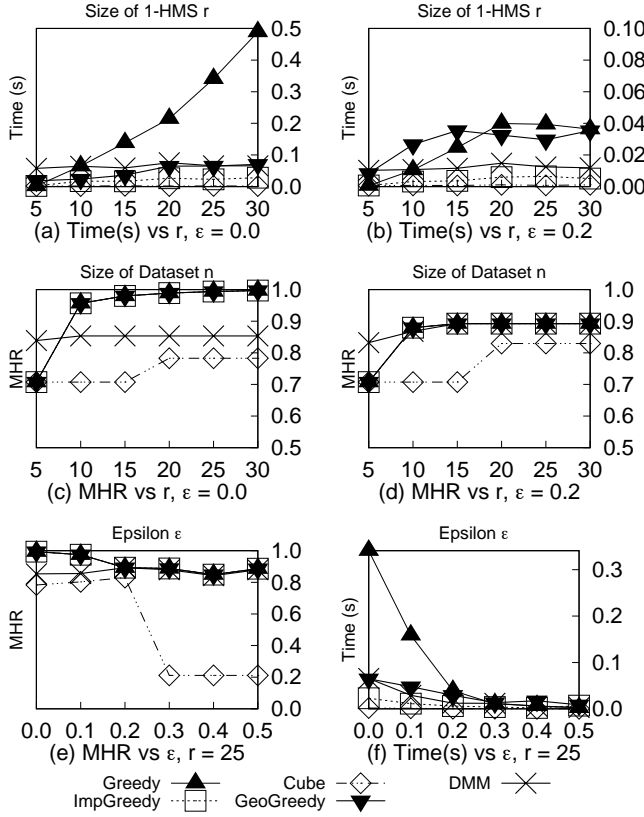 Size of 1-HMS r
Time (s)
0.5
0.4
0.3
0.2
0.1
0.0
5 10 15 20 25 30
(a) Time(s) vs r, ε = 0.0
Size of 1-HMS r
Time (s)
0.10
0.08
0.06
0.04
0.02
0.00
5 10 15 20 25 30
(b) Time(s) vs r, ε = 0.2
Size of Dataset n
MHR
1.0
0.9
0.8
0.7
0.6
0.5
5 10 15 20 25 30
(c) MHR vs r, ε = 0.0
Size of Dataset n
MHR
1.0
0.9
0.8
0.7
0.6
0.5
5 10 15 20 25 30
(d) MHR vs r, ε = 0.2
Epsilon ε
MHR
1.0
0.8
0.6
0.4
0.2
0.0
0.0 0.1 0.2 0.3 0.4 0.5
(e) MHR vs ε, r = 25
Epsilon ε
Time (s)
0.3
0.2
0.1
0.0
0.0 0.1 0.2 0.3 0.4 0.5
(f) Time(s) vs ε, r = 25
Greedy Cube DMM
ImpGreedy GeoGreedy